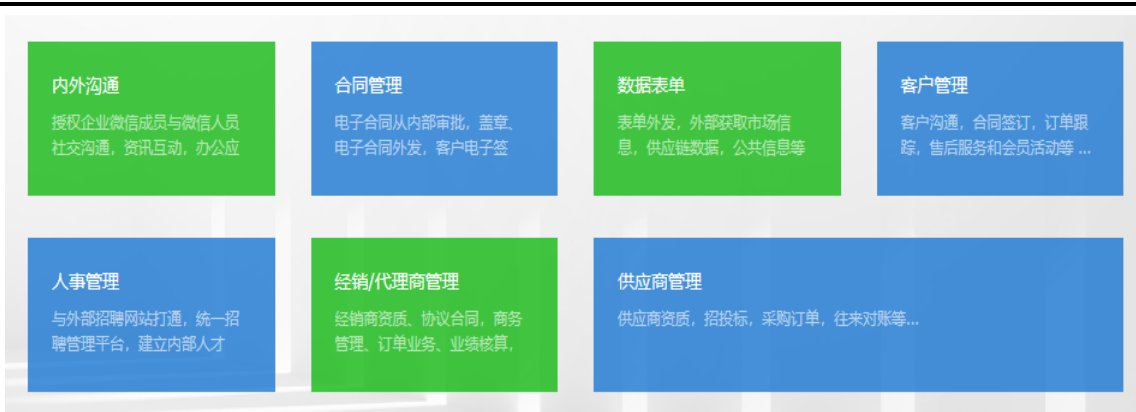 内外沟通
授权企业微信成员与微信人员
社交沟通，资讯互动，办公应
合同管理
电子合同从内部审批，盖章、
电子合同外发，客户电子签
数据表单
表单外发，外部获取市场信
息，供应链数据，公共信息等
客户管理
客户沟通，合同签订，订单跟
踪，售后服务和会员活动等 ...
人事管理
与外部招聘网站打通，统一招
聘管理平台，建立内部人才
经销/代理商管理
经销商资质、协议合同，商务
管理、订单业务、业绩核算，
供应商管理
供应商资质，招投标，采购订单，往来对账等...